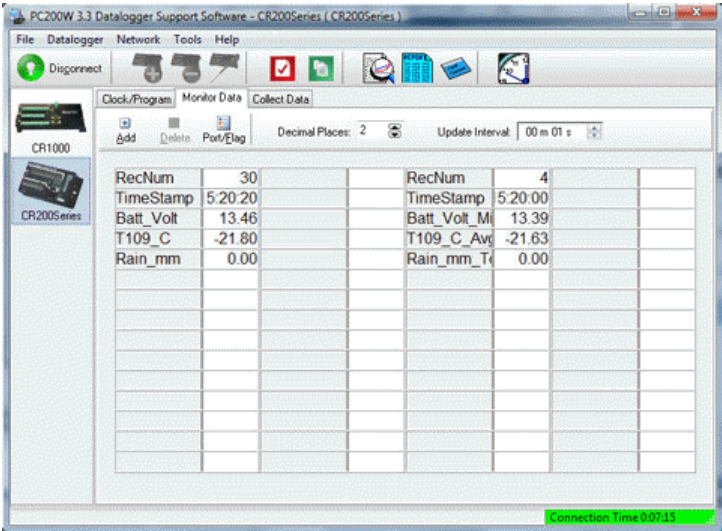 PC200W 3.3 Datalogger Support Software - CR200Series ( CR200Series )
File Datalogger Network Tools Help
Disconnect
Clock/Program Monitor Data Collect Data
Add Delete Port/Flag Decimal Places: 2 Update Interval: 00 m 01 s
CR1000
CR200Series
RecNum 30 RecNum 4
TimeStamp 5:20:20 TimeStamp 5:20:00
Batt_Volt 13.46 Batt_Volt_Mi 13.39
T109_C -21.80 T109_C_Avg -21.63
Rain_mm 0.00 Rain_mm_To 0.00
Connection Time 0:07:15